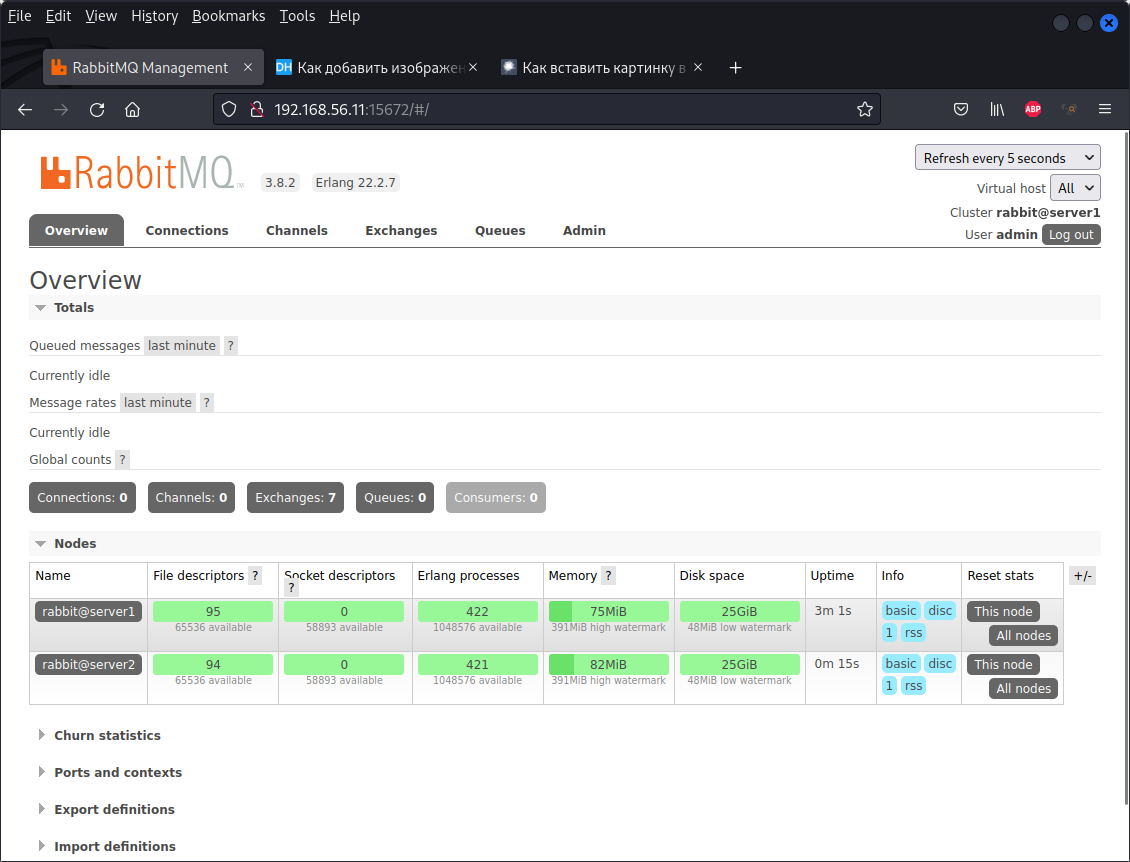 File Edit View History Bookmarks Tools Help
RabbitMQ Management
DH Как добавить изображен
Как вставить картинку в
192.168.56.11:15672/#/
ABP
RabbitMQ TM 3.8.2 Erlang 22.2.7
Refresh every 5 seconds
Virtual host All
Cluster rabbit@server1
User admin Log out
Overview Connections Channels Exchanges Queues Admin
Overview
Totals
Queued messages last minute ?
Currently idle
Message rates last minute ?
Currently idle
Global counts ?
Connections: 0 Channels: 0 Exchanges: 7 Queues: 0 Consumers: 0
Nodes
Name File descriptors ? Socket descriptors ? Erlang processes Memory ? Disk space Uptime Info Reset stats +/-
rabbit@server1 95 0 422 75MiB 25GiB 3m 1s basic disc This node
65536 available 58893 available 1048576 available 391MiB high watermark 48MiB low watermark 1 rss All nodes
rabbit@server2 94 0 421 82MiB 25GiB 0m 15s basic disc This node
65536 available 58893 available 1048576 available 391MiB high watermark 48MiB low watermark 1 rss All nodes
Churn statistics
Ports and contexts
Export definitions
Import definitions